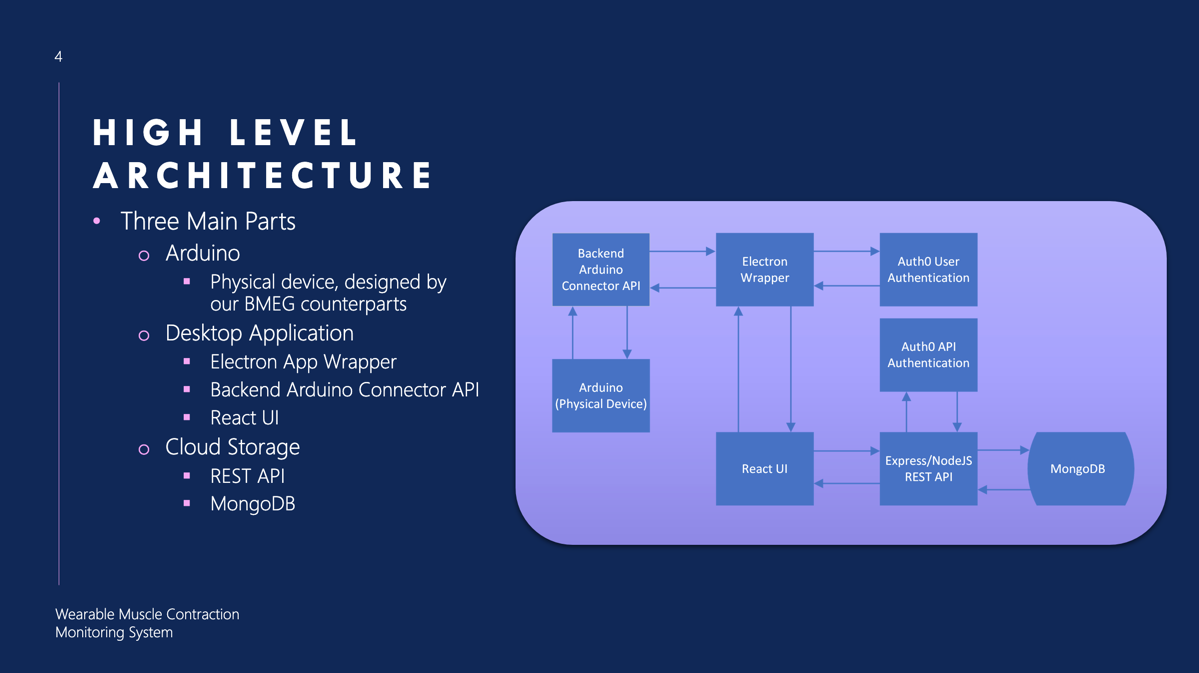 4
HIGH LEVEL
ARCHITECTURE
• Three Main Parts
o Arduino
▪ Physical device, designed by
our BMEG counterparts
o Desktop Application
▪ Electron App Wrapper
▪ Backend Arduino Connector API
▪ React UI
o Cloud Storage
▪ REST API
▪ MongoDB
Backend
Arduino
Connector API
Electron
Wrapper
Auth0 User
Authentication
Auth0 API
Authentication
Arduino
(Physical Device)
React UI
Express/NodeJS
REST API
MongoDB
Wearable Muscle Contraction
Monitoring System